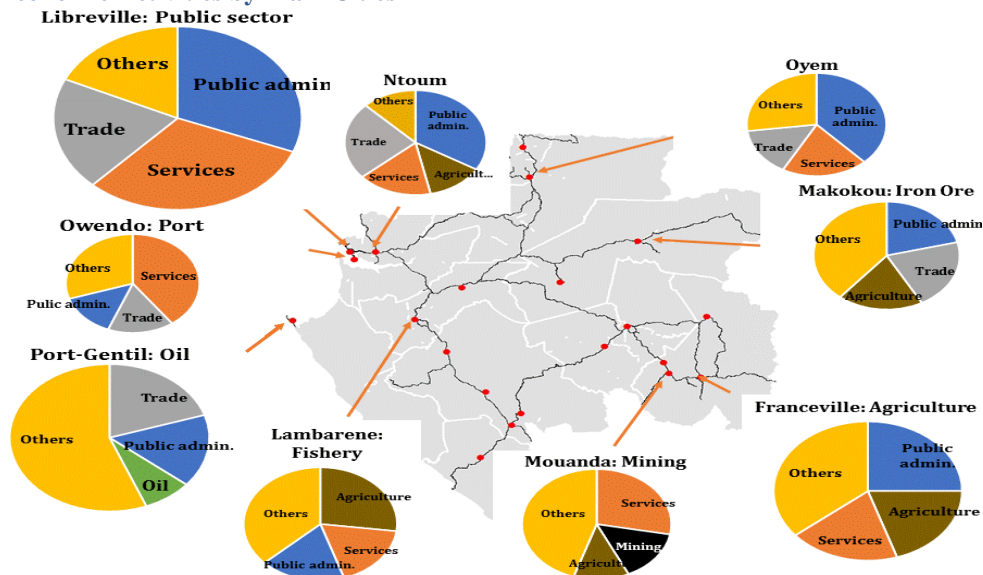 Libreville: Public sector
Others
Public admin
Trade
Services
Ntoum
Others
Public
admin.
Trade
Services
Agricult...
Oyem
Others
Public
admin.
Trade
Services
Makokou: Iron Ore
Public admin.
Others
Trade
Agriculture
Owendo: Port
Others
Services
Pulic admin.
Trade
Port-Gentil: Oil
Trade
Others
Public admin.
Oil
Lambarene:
Fishery
Agriculture
Others
Services
Public admin.
Mouanda: Mining
Services
Others
Mining
Franceville: Agriculture
Public
admin.
Others
Agriculture
Services